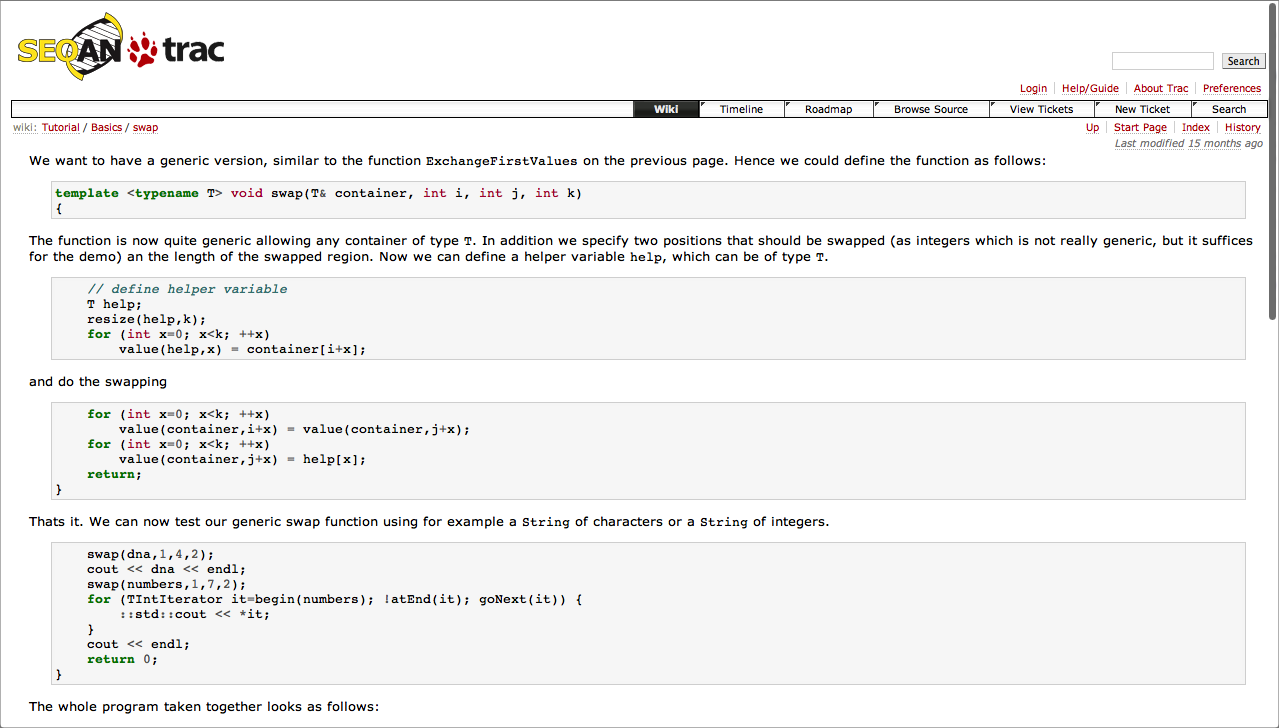 SEQAN trac
Search
Login Help/Guide About Trac Preferences
Wiki Timeline Roadmap Browse Source View Tickets New Ticket Search
wiki: Tutorial / Basics / swap Up Start Page Index History
Last modified 15 months ago
We want to have a generic version, similar to the function ExchangeFirstValues on the previous page. Hence we could define the function as follows:
template <typename T> void swap(T& container, int i, int j, int k)
{
The function is now quite generic allowing any container of type T. In addition we specify two positions that should be swapped (as integers which is not really generic, but it suffices
for the demo) an the length of the swapped region. Now we can define a helper variable help, which can be of type T.
// define helper variable
T help;
resize(help,k);
for (int x=0; x<k; ++x)
value(help,x) = container[i+x];
and do the swapping
for (int x=0; x<k; ++x)
value(container,i+x) = value(container,j+x);
for (int x=0; x<k; ++x)
value(container,j+x) = help[x];
return;
}
Thats it. We can now test our generic swap function using for example a String of characters or a String of integers.
swap(dna,1,4,2);
cout << dna << endl;
swap(numbers,1,7,2);
for (TIntIterator it=begin(numbers); !atEnd(it); goNext(it)) {
::std::cout << *it;
}
cout << endl;
return 0;
}
The whole program taken together looks as follows: